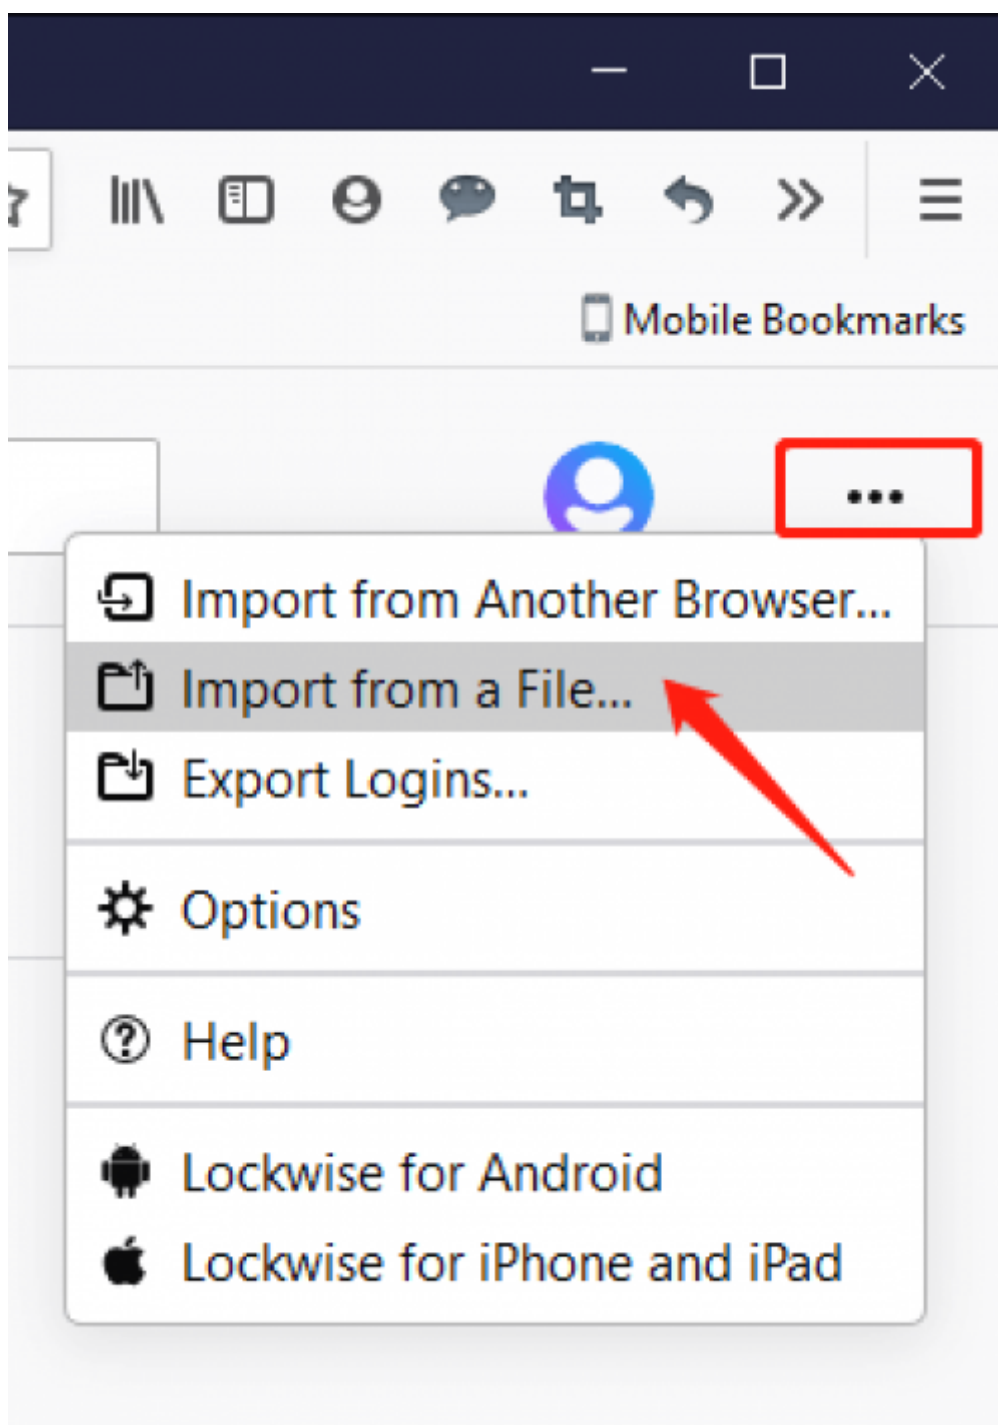 Mobile Bookmarks
Import from Another Browser...
Import from a File...
Export Logins...
Options
Help
Lockwise for Android
Lockwise for iPhone and iPad